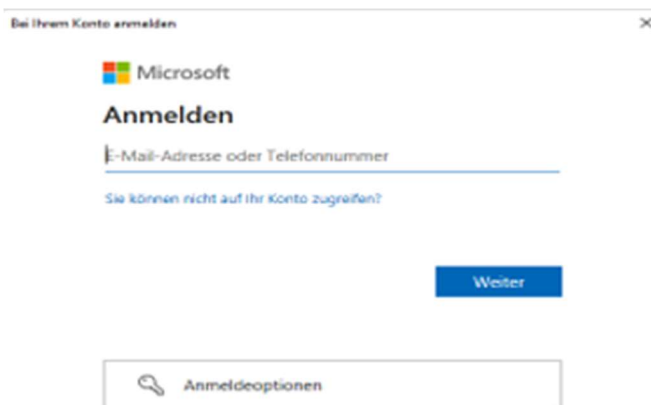 Bei Ihrem Konto anmelden
Microsoft
Anmelden
E-Mail-Adresse oder Telefonnummer
Sie können nicht auf Ihr Konto zugreifen?
Weiter
Anmeldeoptionen